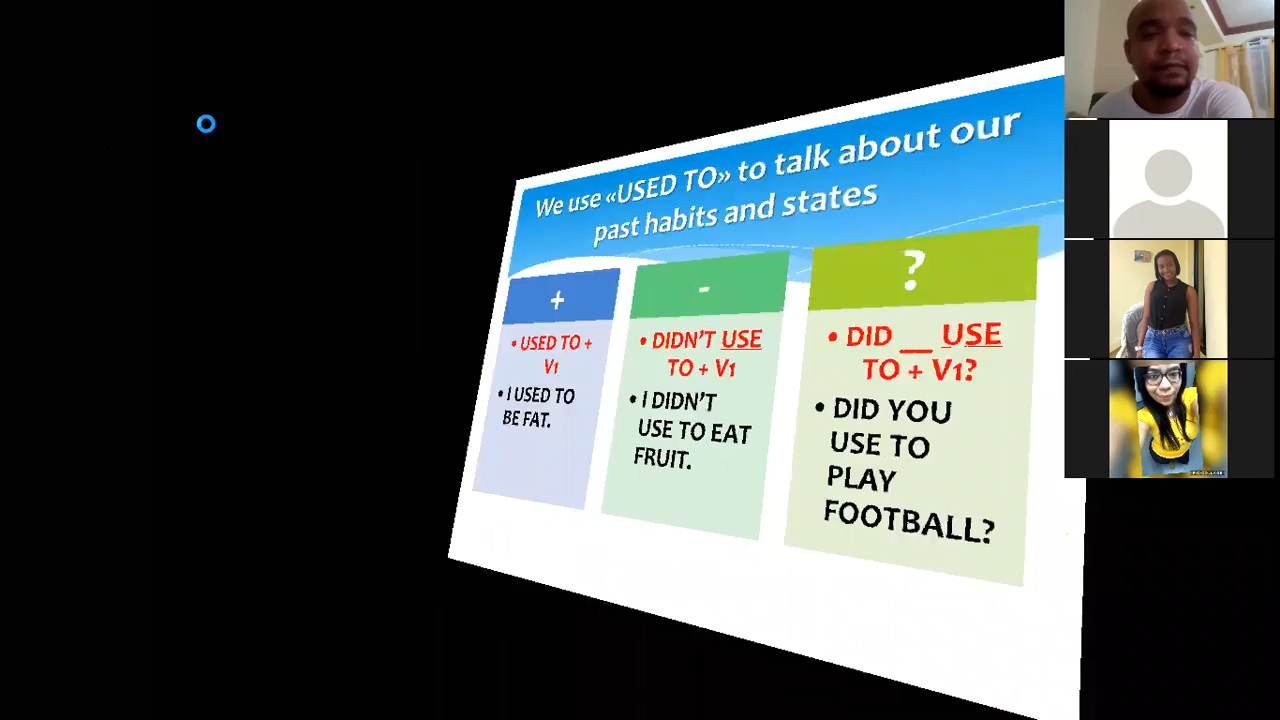 We use «USED TO» to talk about our
past habits and states
+
• USED TO +
V1
• I USED TO
BE FAT.
-
• DIDN'T USE
TO + V1
• I DIDN'T
USE TO EAT
FRUIT.
?
• DID __ USE
TO + V1?
• DID YOU
USE TO
PLAY
FOOTBALL?